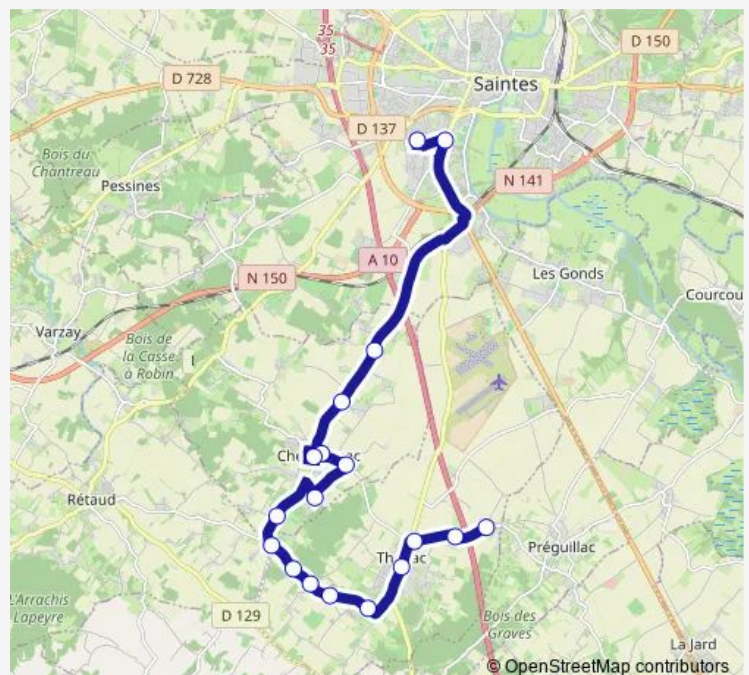 35
35
D 150
D 728
Saintes
D 137
Bois du
Chantreau
N 141
Pessines
A 10
N 150
Les Gonds
Courcou
Varzay
Bois de
la Casse
à Robin
Rétaud
Préguillac
L'Arrachis
Lapeyre
D 129
Bois des
Graves
La Jard
© OpenStreetMap contributors